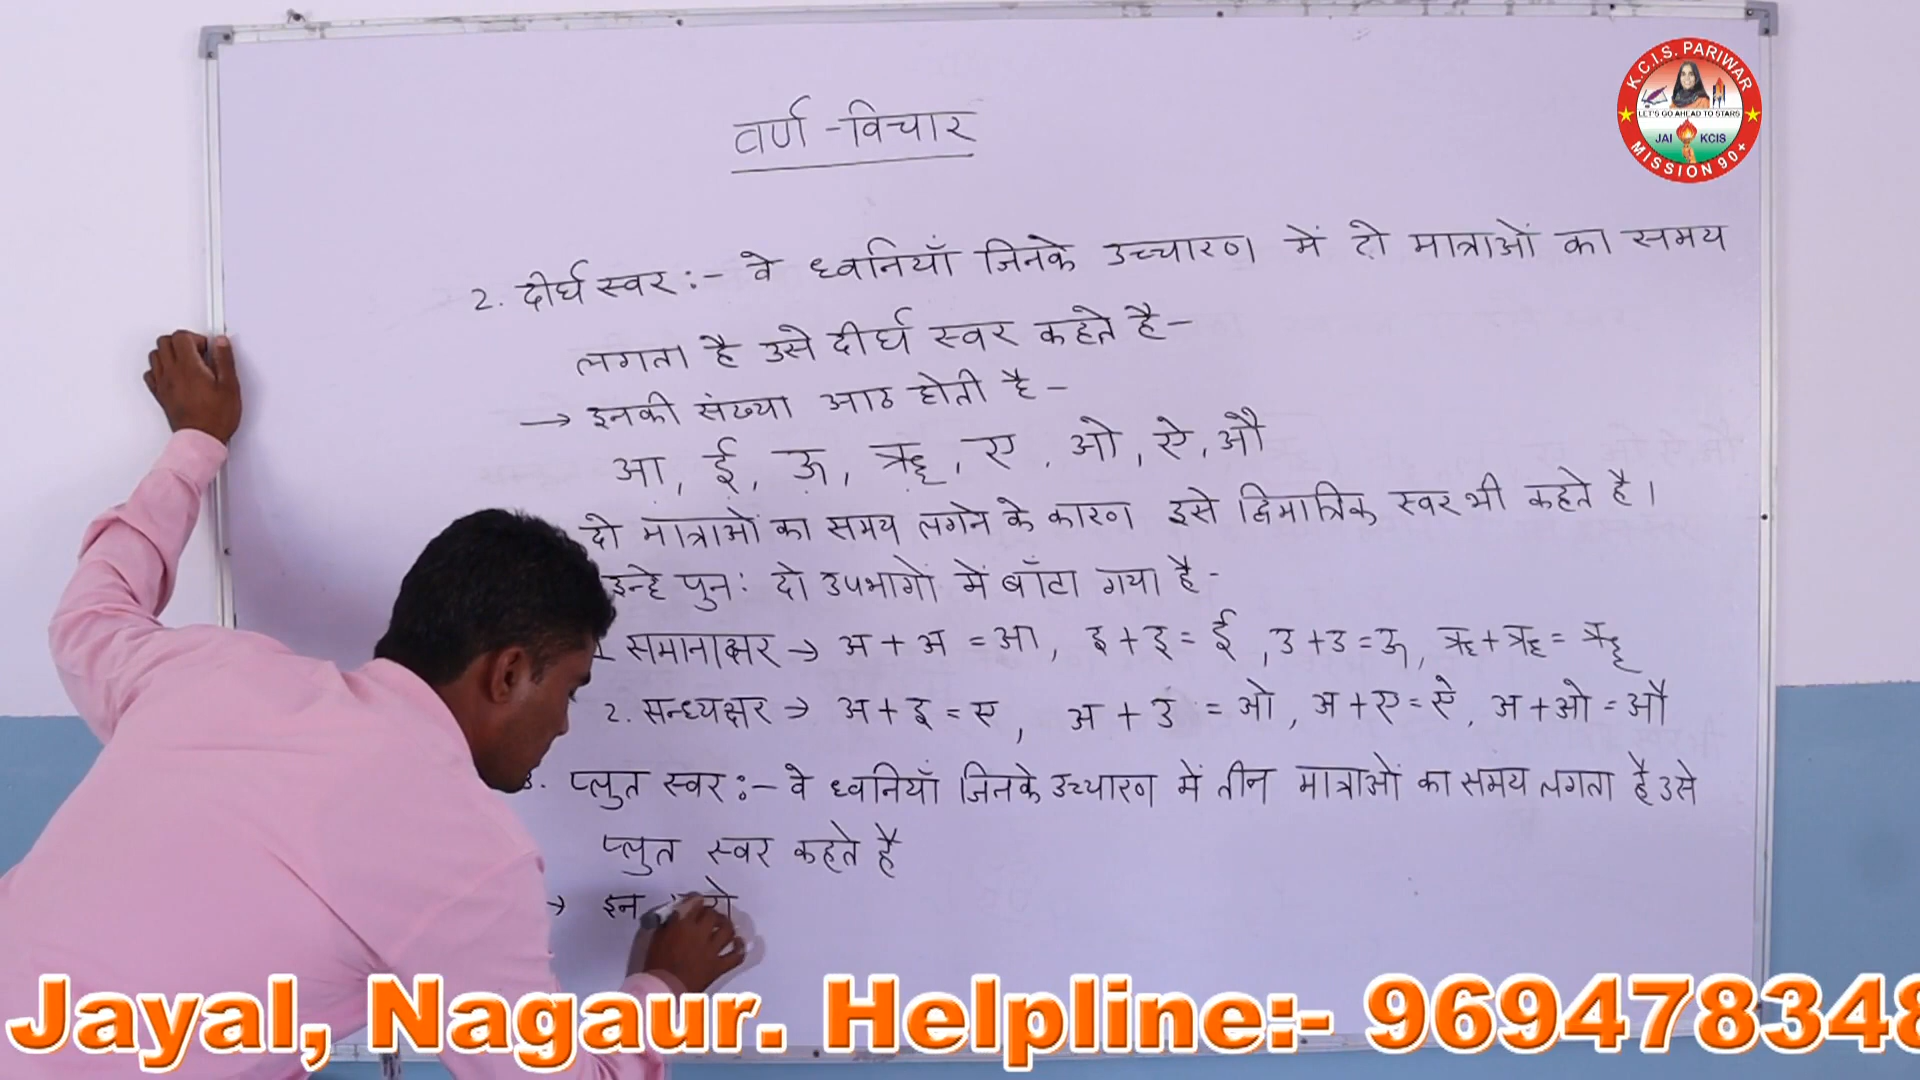 K.C.I.S. PARIWAR
LET'S GO AHEAD TO STARS
JAI KCIS
MISSION 90+
वर्ण - विचार
2. दीर्घ स्वर :- वे ध्वनियाँ जिनके उच्चारण में दो मात्राओं का समय
लगता है उसे दीर्घ स्वर कहते है-
→ इनकी संख्या आठ होती है -
आ, ई, ऊ, ॠ, ए, ओ, ऐ, औ
दो मात्राओं का समय लगने के कारण इसे द्विमात्रिक स्वर भी कहते है।
इन्हे पुन: दो उपभागों में बाँटा गया है -
1. समानाक्षर → अ + अ = आ, इ + इ = ई, उ + उ = ऊ, ऋ + ऋ = ॠ
2. सन्ध्यक्षर → अ + इ = ए, अ + उ = ओ, अ + ए = ऐ, अ + ओ = औ
3. प्लुत स्वर :- वे ध्वनियाँ जिनके उच्चारण में तीन मात्राओं का समय लगता है उसे
प्लुत स्वर कहते है
→ इन
Jayal, Nagaur. Helpline:- 969478348